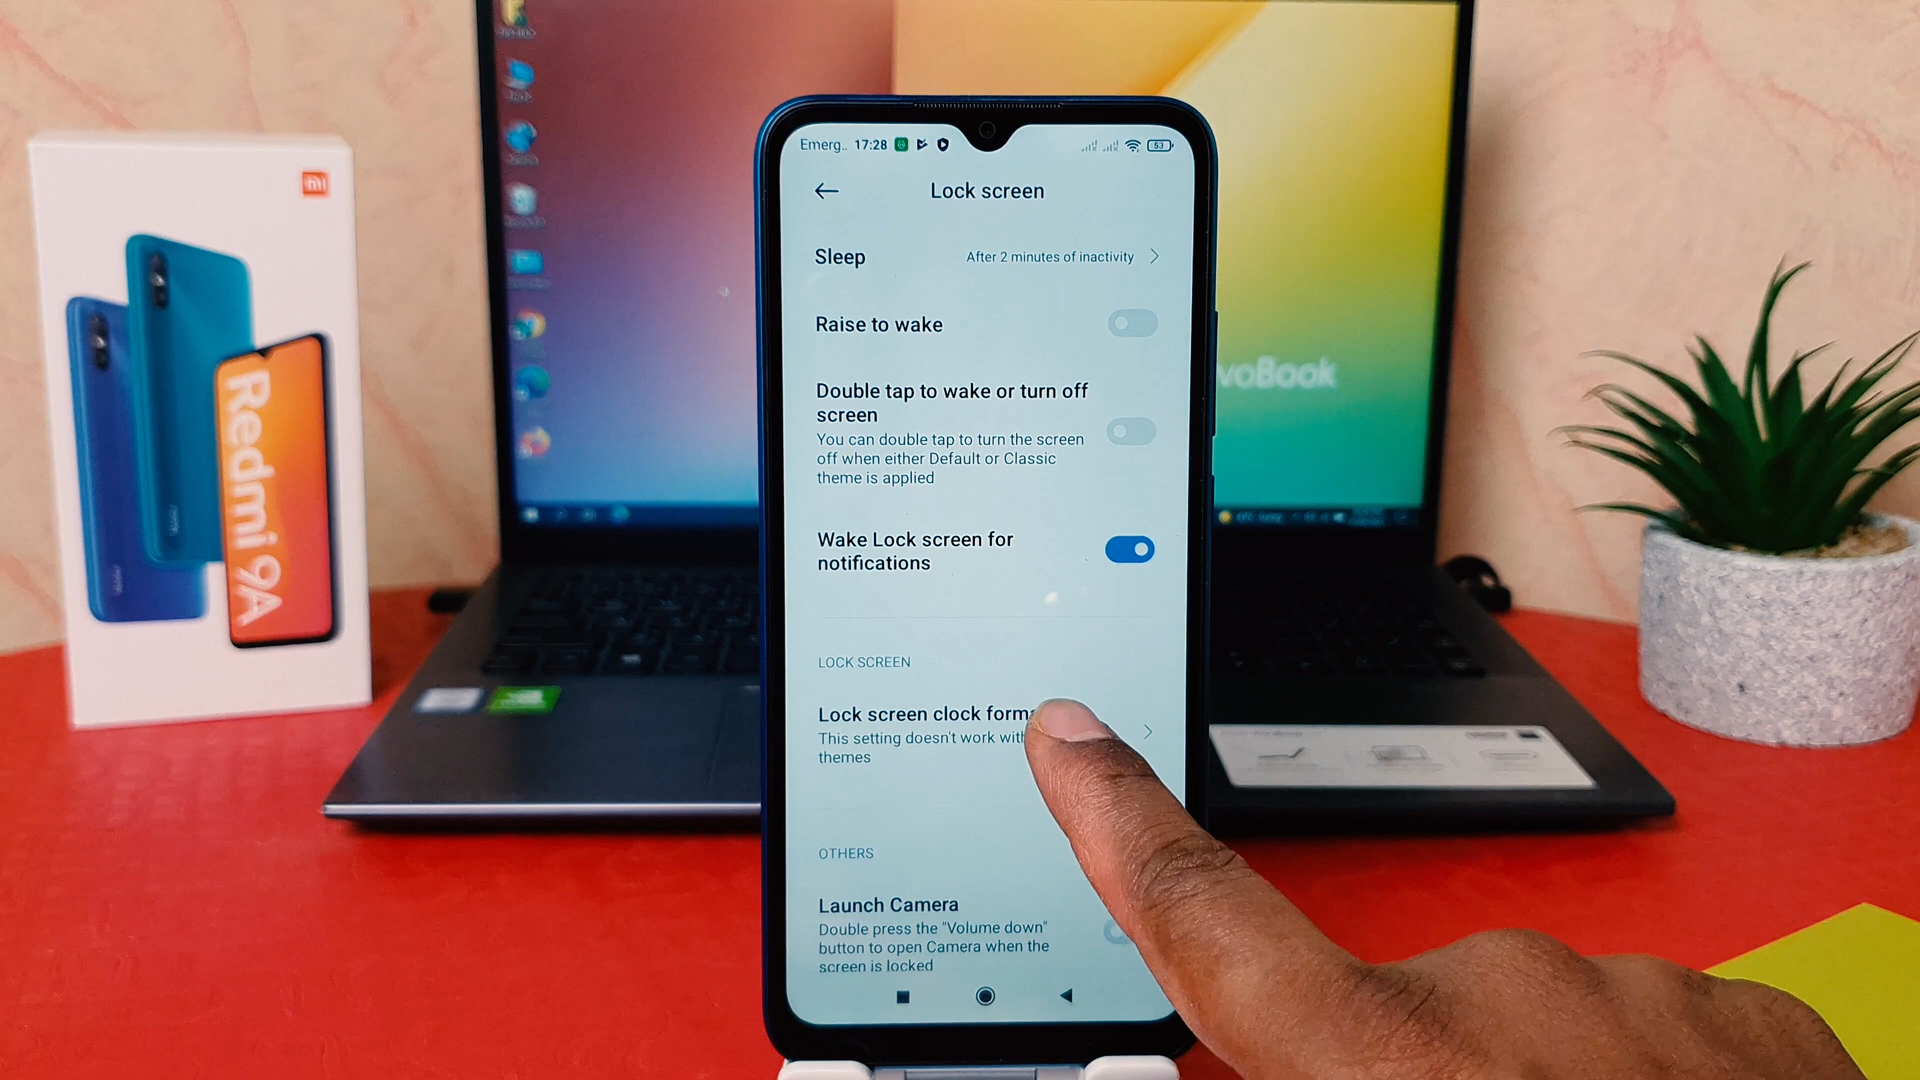 Emerg.. 17:28
53
Lock screen
Sleep
After 2 minutes of inactivity
Raise to wake
Double tap to wake or turn off
screen
You can double tap to turn the screen
off when either Default or Classic
theme is applied
Wake Lock screen for
notifications
LOCK SCREEN
Lock screen clock forma
This setting doesn't work with
themes
OTHERS
Launch Camera
Double press the "Volume down"
button to open Camera when the
screen is locked
mi
Redmi 9A
voBook